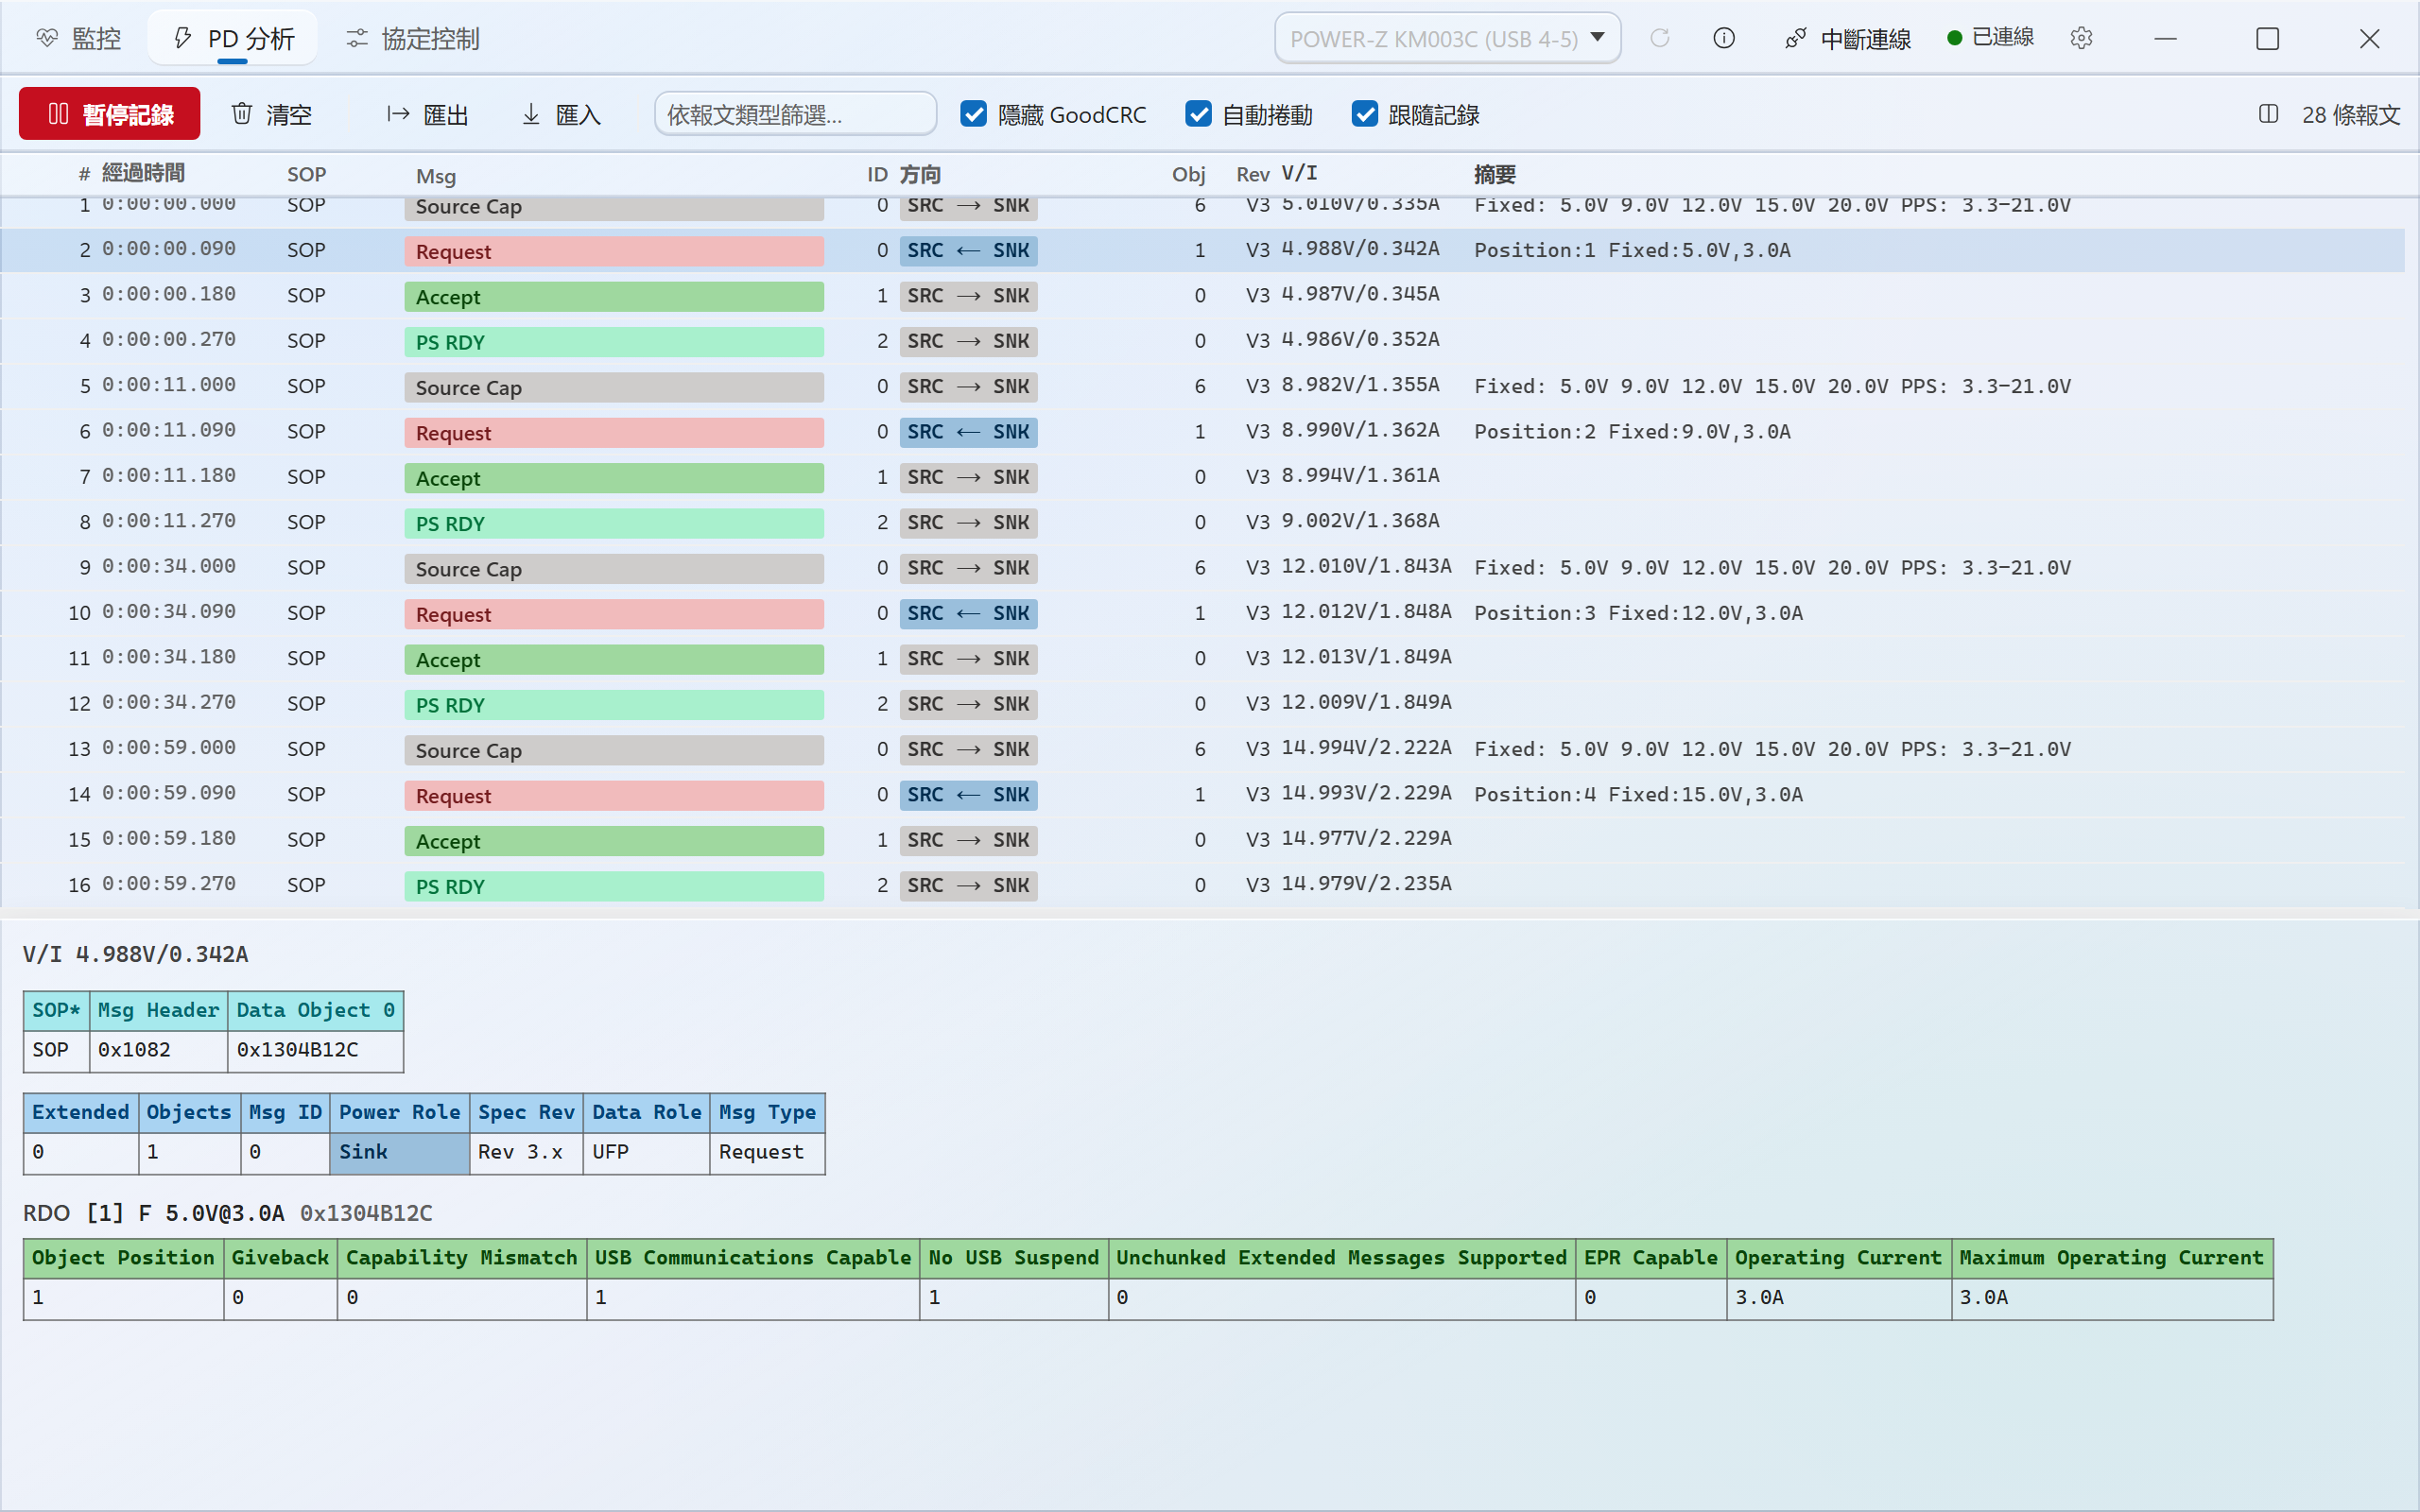 監控 PD 分析 協定控制 POWER-Z KM003C (USB 4-5) 中斷連線 已連線
暫停記錄 清空 匯出 匯入 依報文類型篩選... 隱藏 GoodCRC 自動捲動 跟隨記錄 28 條報文
# 經過時間 SOP Msg ID 方向 Obj Rev V/I 摘要
1 0:00:00.000 SOP Source Cap 0 SRC → SNK 6 V3 5.010V/0.335A Fixed: 5.0V 9.0V 12.0V 15.0V 20.0V PPS: 3.3-21.0V
2 0:00:00.090 SOP Request 0 SRC ← SNK 1 V3 4.988V/0.342A Position:1 Fixed:5.0V,3.0A
3 0:00:00.180 SOP Accept 1 SRC → SNK 0 V3 4.987V/0.345A
4 0:00:00.270 SOP PS RDY 2 SRC → SNK 0 V3 4.986V/0.352A
5 0:00:11.000 SOP Source Cap 0 SRC → SNK 6 V3 8.982V/1.355A Fixed: 5.0V 9.0V 12.0V 15.0V 20.0V PPS: 3.3-21.0V
6 0:00:11.090 SOP Request 0 SRC ← SNK 1 V3 8.990V/1.362A Position:2 Fixed:9.0V,3.0A
7 0:00:11.180 SOP Accept 1 SRC → SNK 0 V3 8.994V/1.361A
8 0:00:11.270 SOP PS RDY 2 SRC → SNK 0 V3 9.002V/1.368A
9 0:00:34.000 SOP Source Cap 0 SRC → SNK 6 V3 12.010V/1.843A Fixed: 5.0V 9.0V 12.0V 15.0V 20.0V PPS: 3.3-21.0V
10 0:00:34.090 SOP Request 0 SRC ← SNK 1 V3 12.012V/1.848A Position:3 Fixed:12.0V,3.0A
11 0:00:34.180 SOP Accept 1 SRC → SNK 0 V3 12.013V/1.849A
12 0:00:34.270 SOP PS RDY 2 SRC → SNK 0 V3 12.009V/1.849A
13 0:00:59.000 SOP Source Cap 0 SRC → SNK 6 V3 14.994V/2.222A Fixed: 5.0V 9.0V 12.0V 15.0V 20.0V PPS: 3.3-21.0V
14 0:00:59.090 SOP Request 0 SRC ← SNK 1 V3 14.993V/2.229A Position:4 Fixed:15.0V,3.0A
15 0:00:59.180 SOP Accept 1 SRC → SNK 0 V3 14.977V/2.229A
16 0:00:59.270 SOP PS RDY 2 SRC → SNK 0 V3 14.979V/2.235A
V/I 4.988V/0.342A
SOP* Msg Header Data Object 0
SOP 0x1082 0x1304B12C
Extended Objects Msg ID Power Role Spec Rev Data Role Msg Type
0 1 0 Sink Rev 3.x UFP Request
RDO [1] F 5.0V@3.0A 0x1304B12C
Object Position Giveback Capability Mismatch USB Communications Capable No USB Suspend Unchunked Extended Messages Supported EPR Capable Operating Current Maximum Operating Current
1 0 0 1 1 0 0 3.0A 3.0A